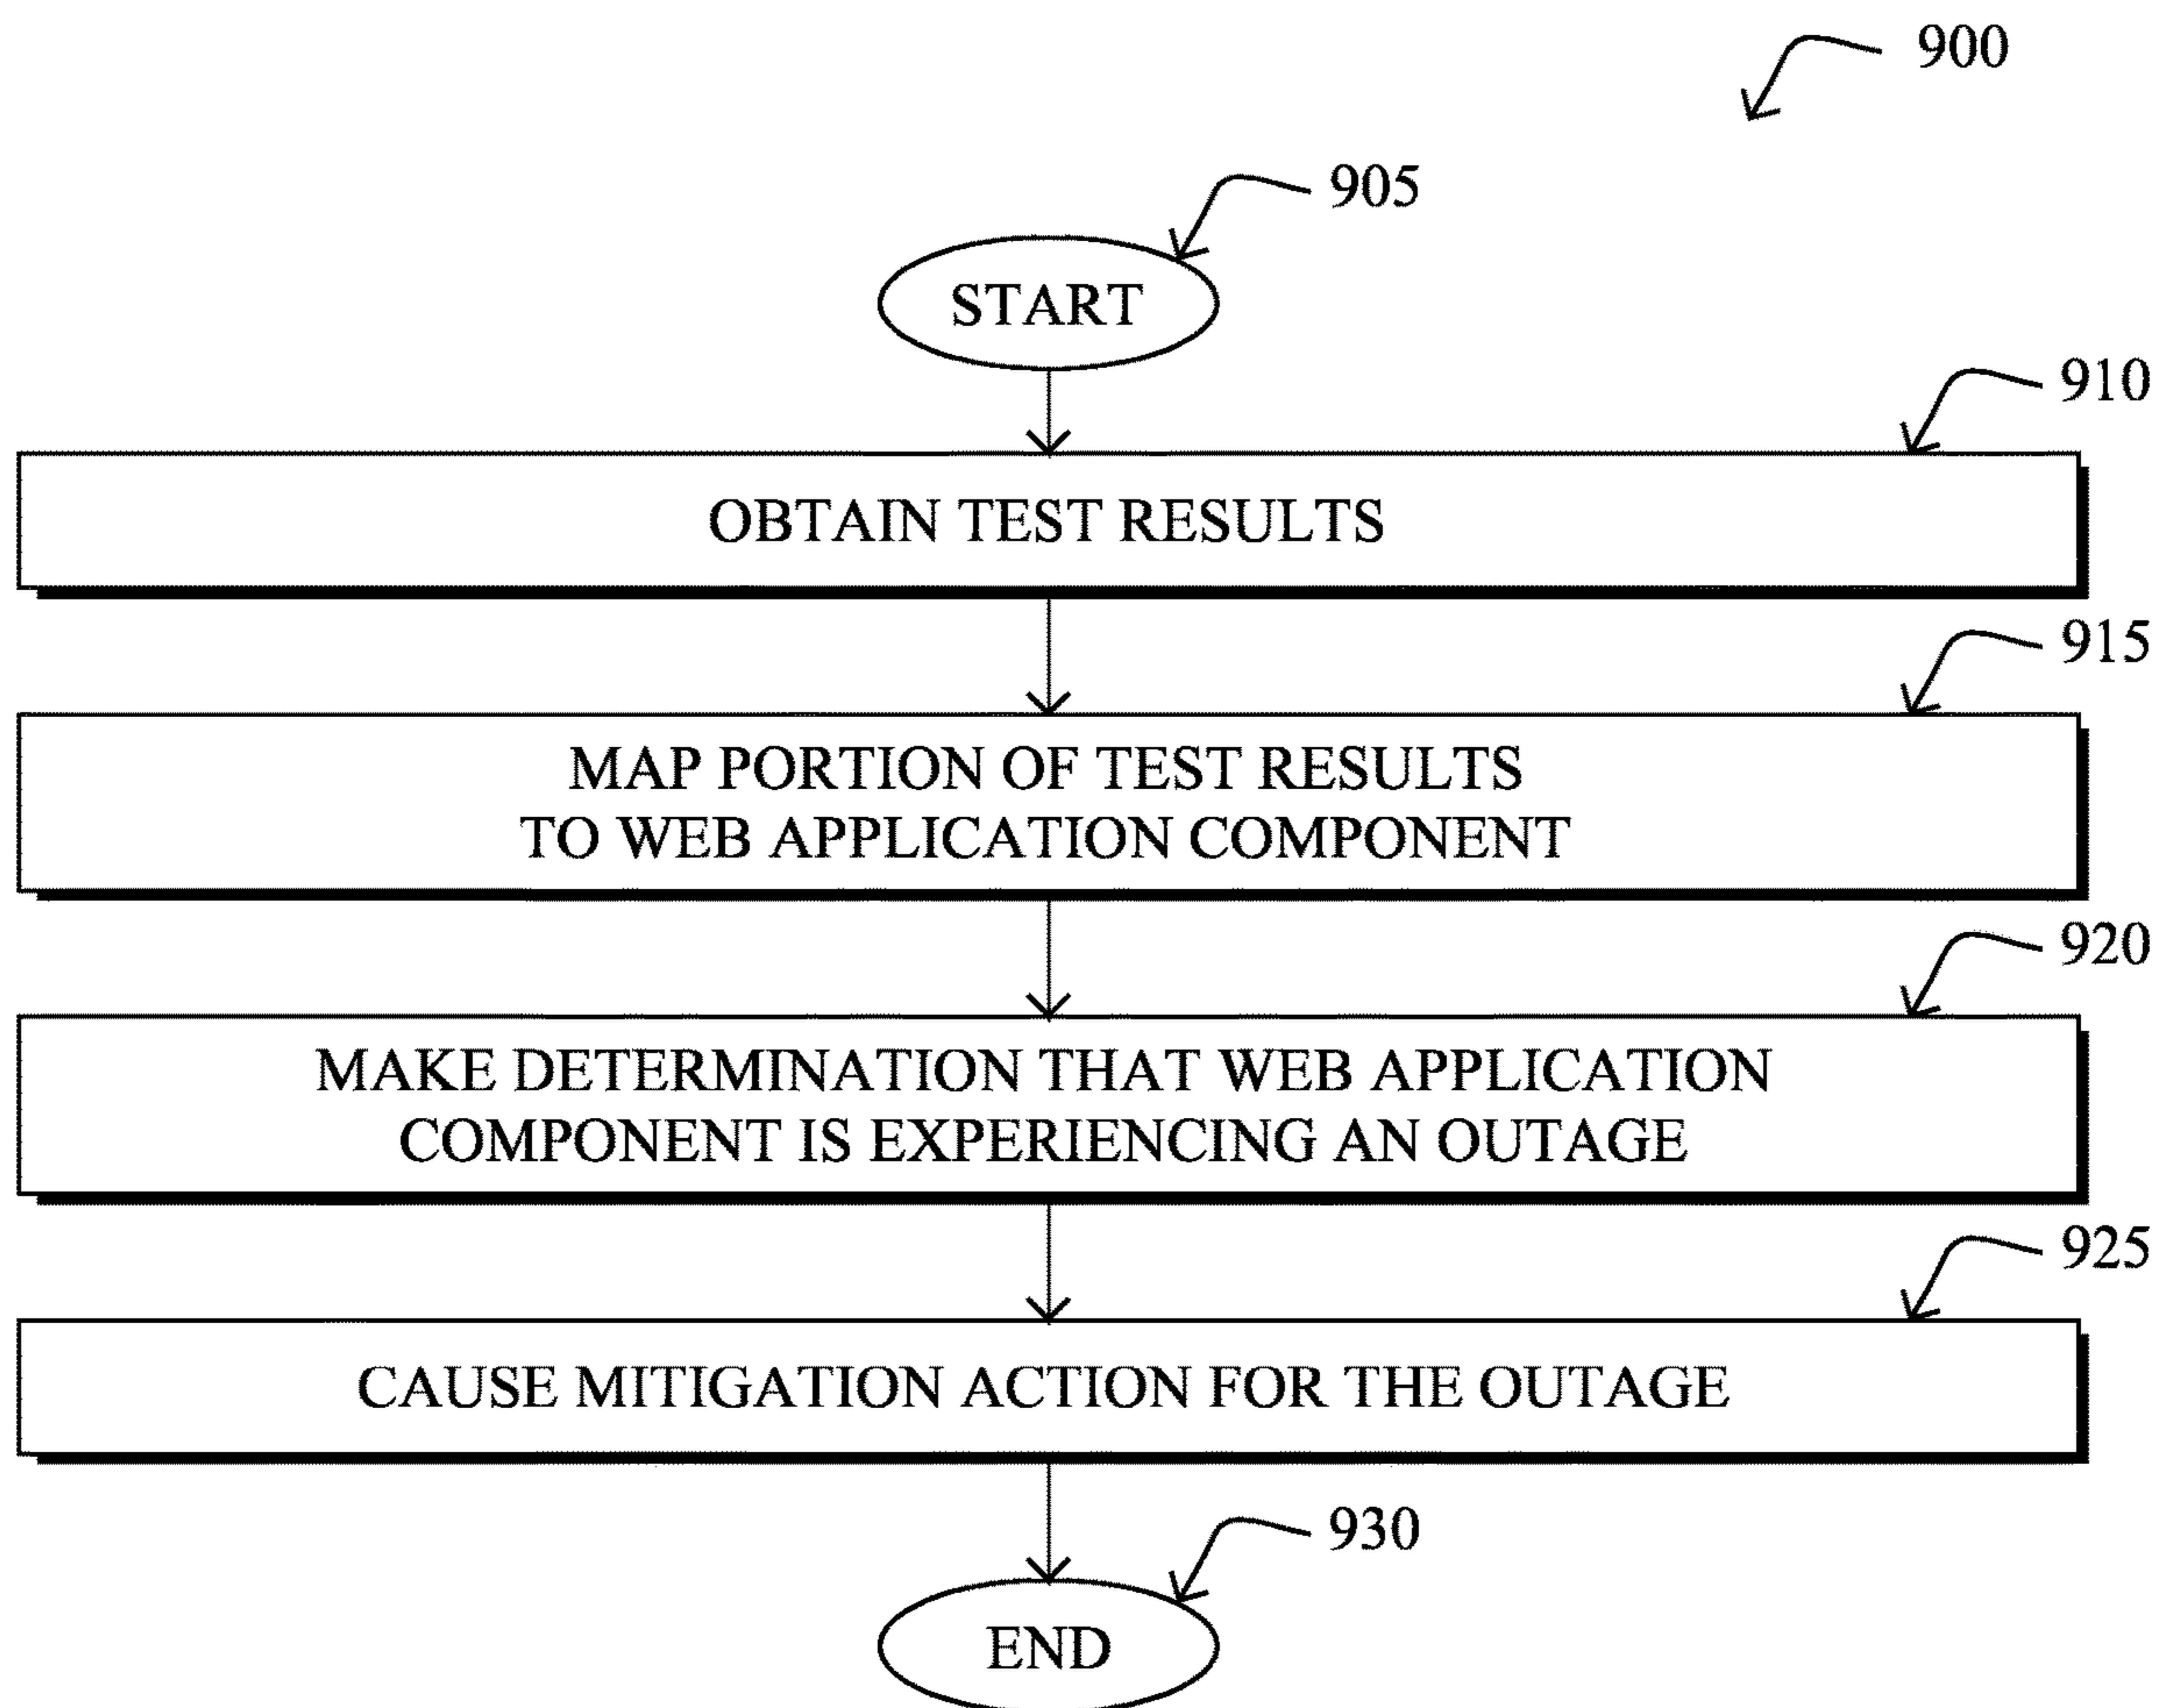 900
905
START
910
OBTAIN TEST RESULTS
915
MAP PORTION OF TEST RESULTS
TO WEB APPLICATION COMPONENT
920
MAKE DETERMINATION THAT WEB APPLICATION
COMPONENT IS EXPERIENCING AN OUTAGE
925
CAUSE MITIGATION ACTION FOR THE OUTAGE
930
END